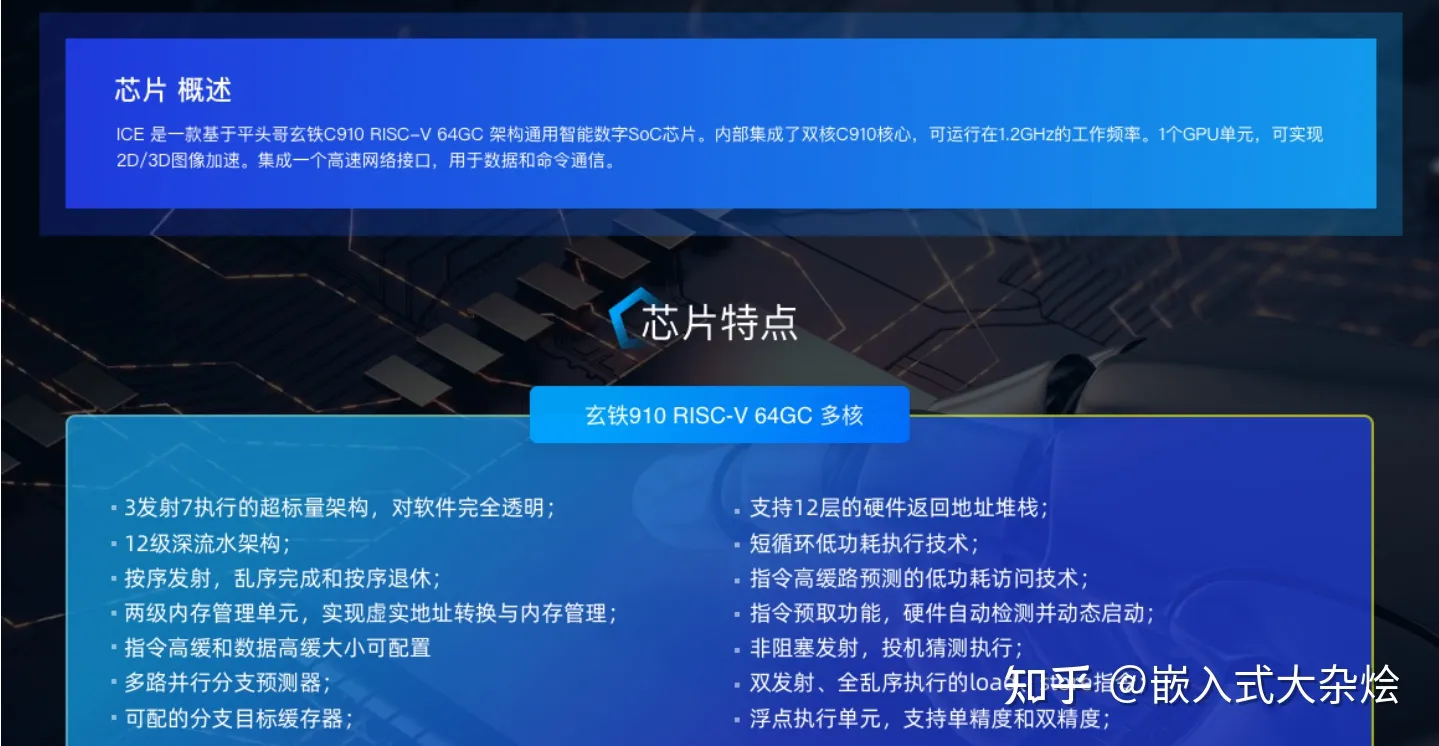 芯片 概述
ICE 是一款基于平头哥玄铁C910 RISC-V 64GC 架构通用智能数字SoC芯片。内部集成了双核C910核心，可运行在1.2GHz的工作频率。1个GPU单元，可实现
2D/3D图像加速。集成一个高速网络接口，用于数据和命令通信。
芯片特点
玄铁910 RISC-V 64GC 多核
3发射7执行的超标量架构，对软件完全透明；
12级深流水架构；
按序发射，乱序完成和按序退休；
两级内存管理单元，实现虚实地址转换与内存管理；
指令高缓和数据高缓大小可配置
多路并行分支预测器；
可配的分支目标缓存器；
支持12层的硬件返回地址堆栈；
短循环低功耗执行技术；
指令高缓路预测的低功耗访问技术；
指令预取功能，硬件自动检测并动态启动；
非阻塞发射，投机猜测执行；
双发射、全乱序执行的
浮点执行单元，支持单精度和双精度；
知乎 @嵌入式大杂烩